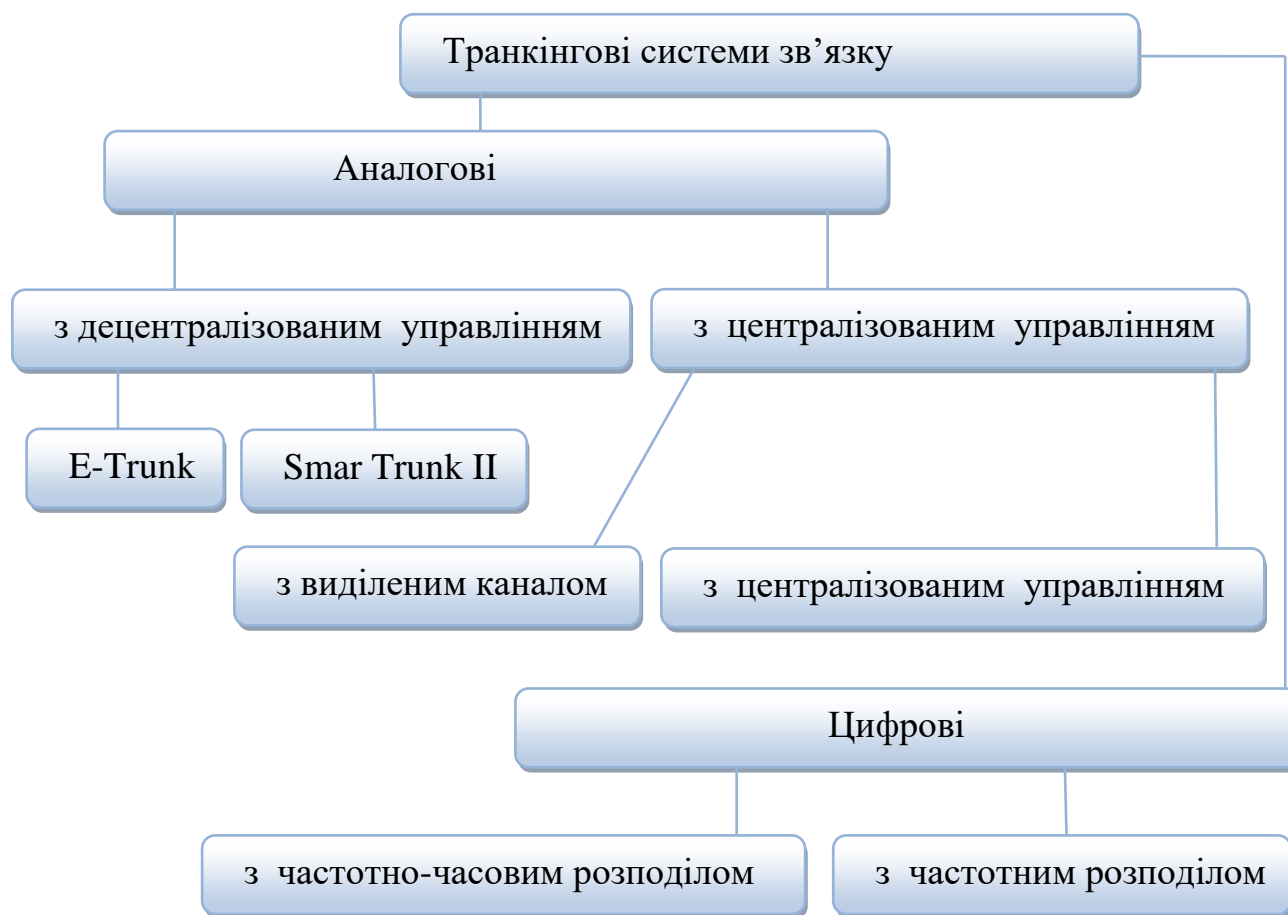 Транкінгові системи зв’язку
Аналогові
з децентралізованим управлінням
з централізованим управлінням
E-Trunk
Smar Trunk II
з виділеним каналом
з централізованим управлінням
Цифрові
з частотно-часовим розподілом
з частотним розподілом